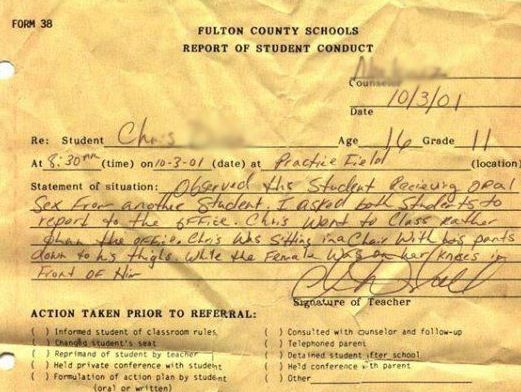 FORM 38
FULTON COUNTY SCHOOLS
REPORT OF STUDENT CONDUCT
Counselor
10/3/01
Date
Re: Student Chris Age 16 Grade 11
At 8:30 (time) on 10-3-01 (date) at Practice Field (location)
Statement of situation: Observed this Student Recieving oral
Sex From another Student. I asked both Students to
report to the office. Chris Went to Class Rather
than the office. Chris Was Sitting in a Chair With his pants
down to his thighs While the Female Was on her knees in
Front OF Him
Signature of Teacher
ACTION TAKEN PRIOR TO REFERRAL:
( ) Informed student of classroom rules
( ) Changed student's seat
( ) Reprimand of student by teacher
( ) Held private conference with student
( ) Formulation of action plan by student
(oral or written)
( ) Consulted with counselor and follow-up
( ) Telephoned parent
( ) Detained student after school
( ) Held conference with parent
( ) Other